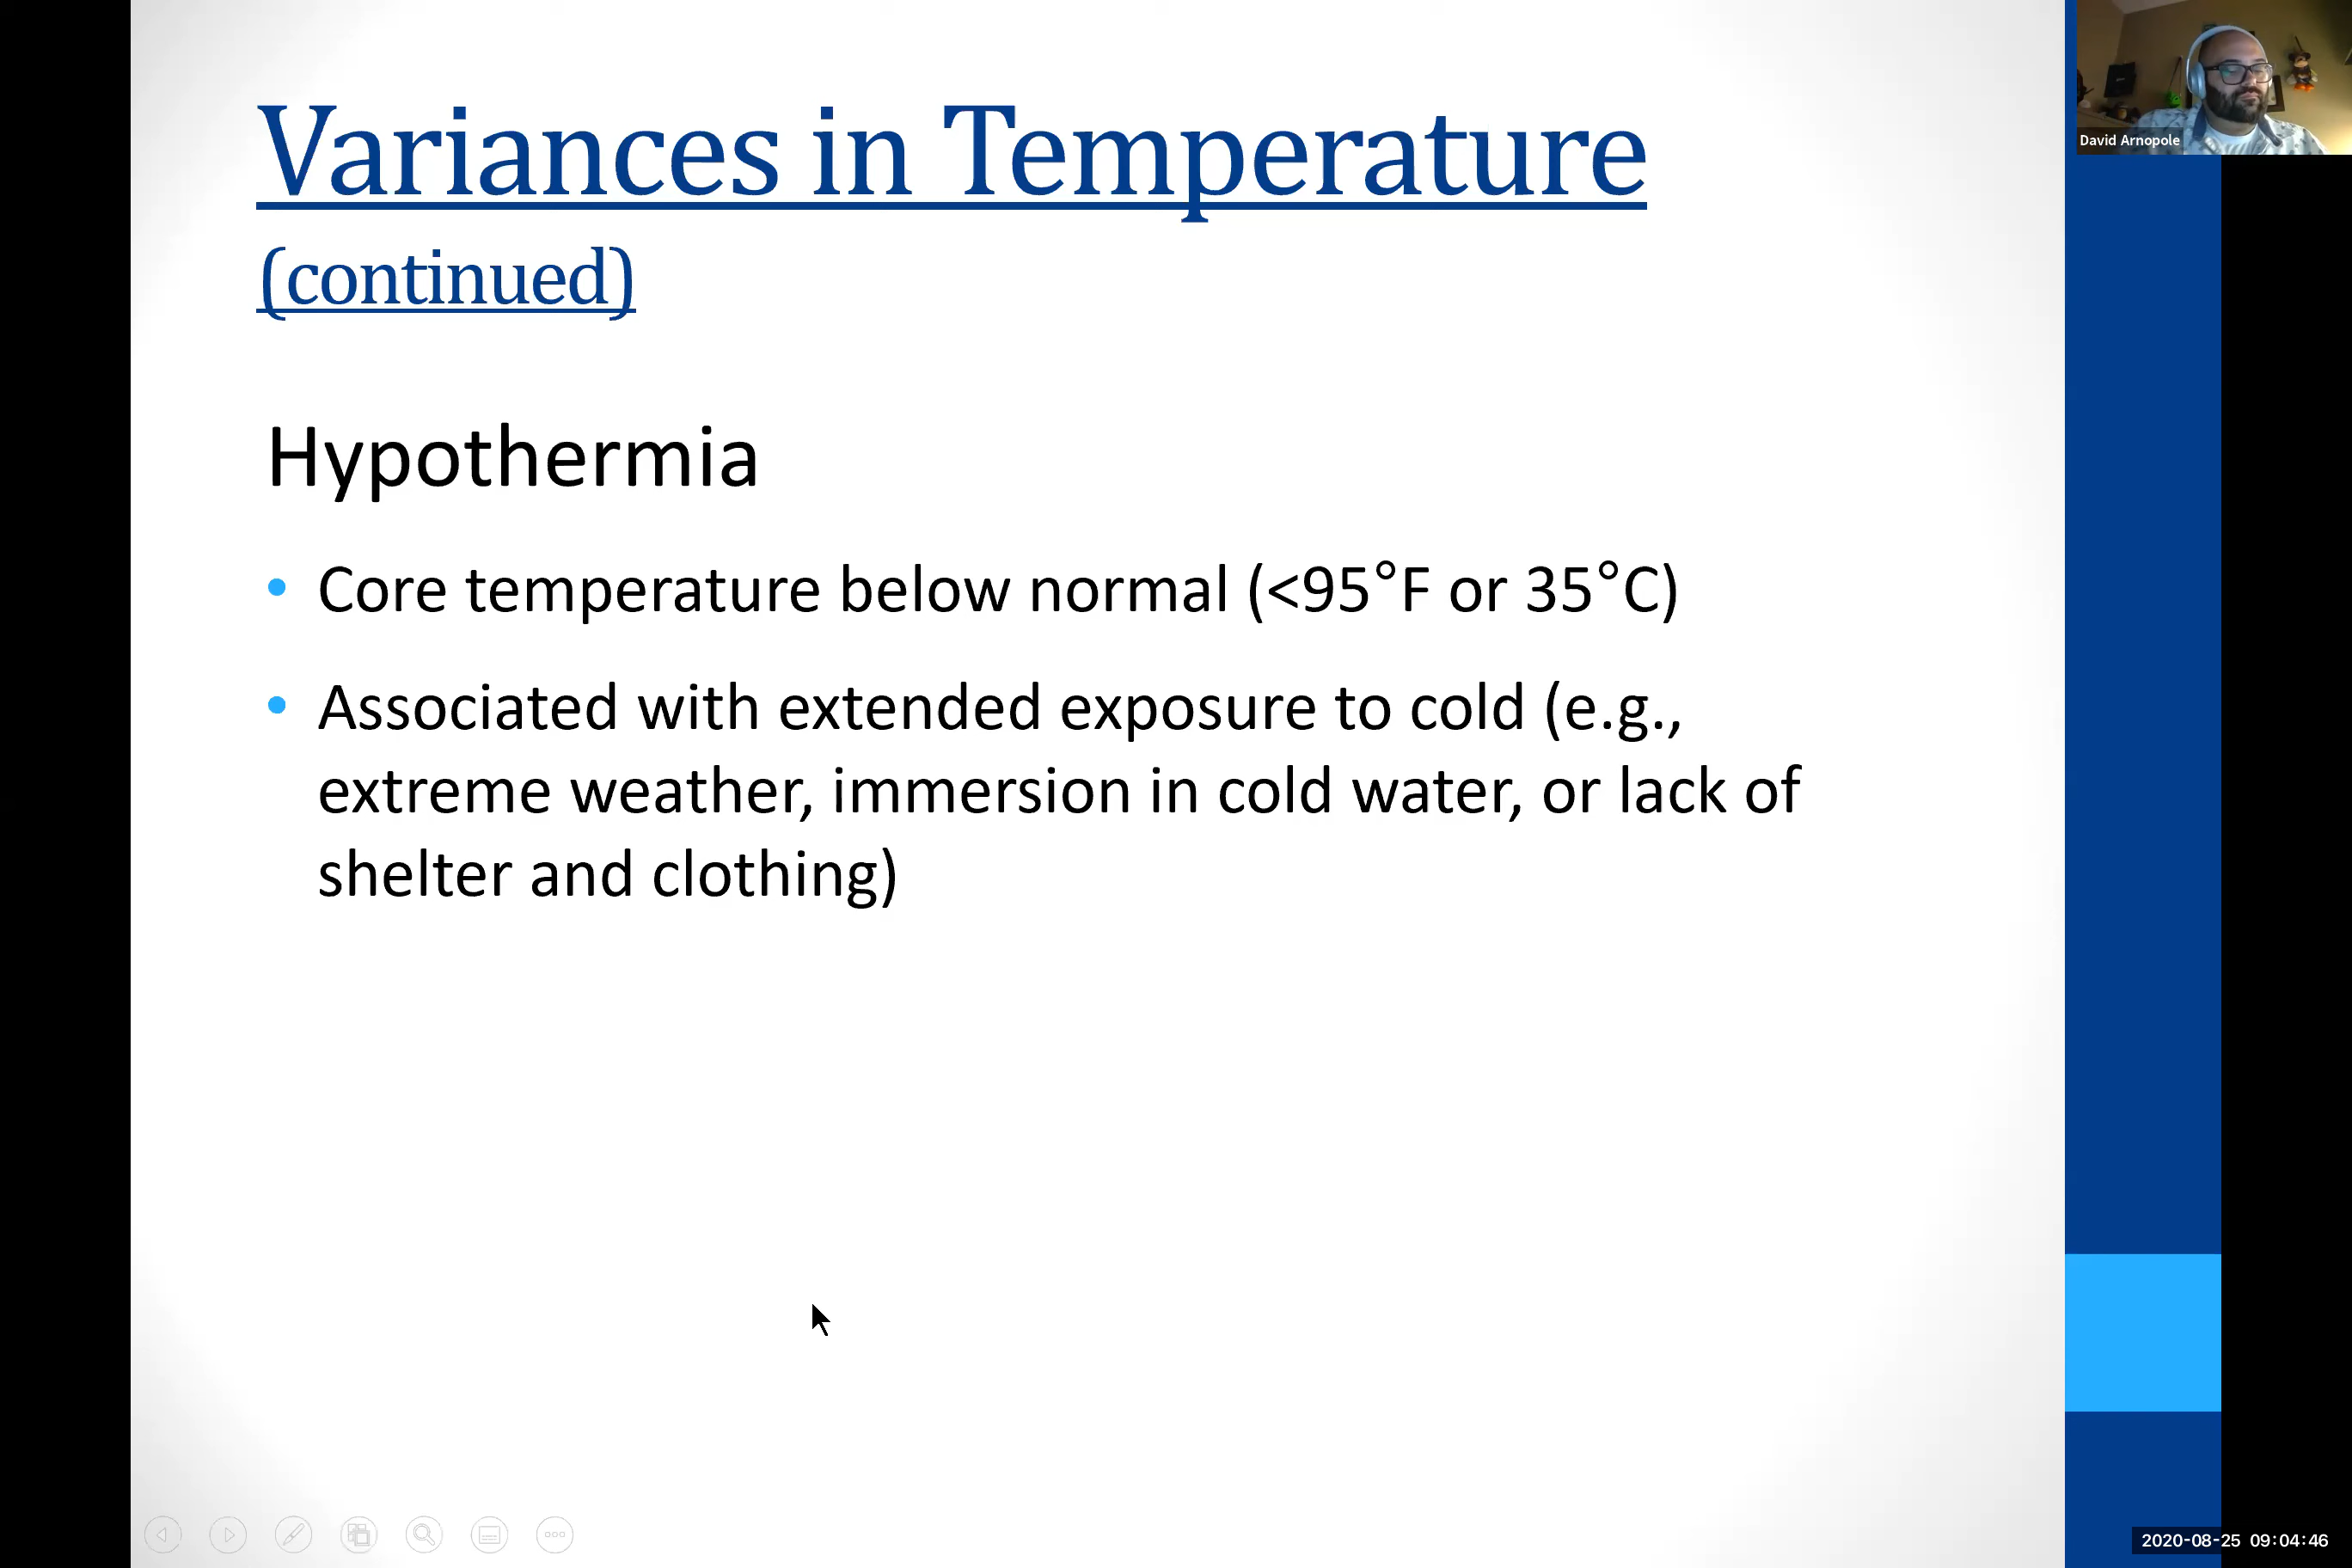 Variances in Temperature
(continued)
Hypothermia
• Core temperature below normal (<95°F or 35°C)
• Associated with extended exposure to cold (e.g.,
extreme weather, immersion in cold water, or lack of
shelter and clothing)
David Arnopole
2020-08-25 09:04:46